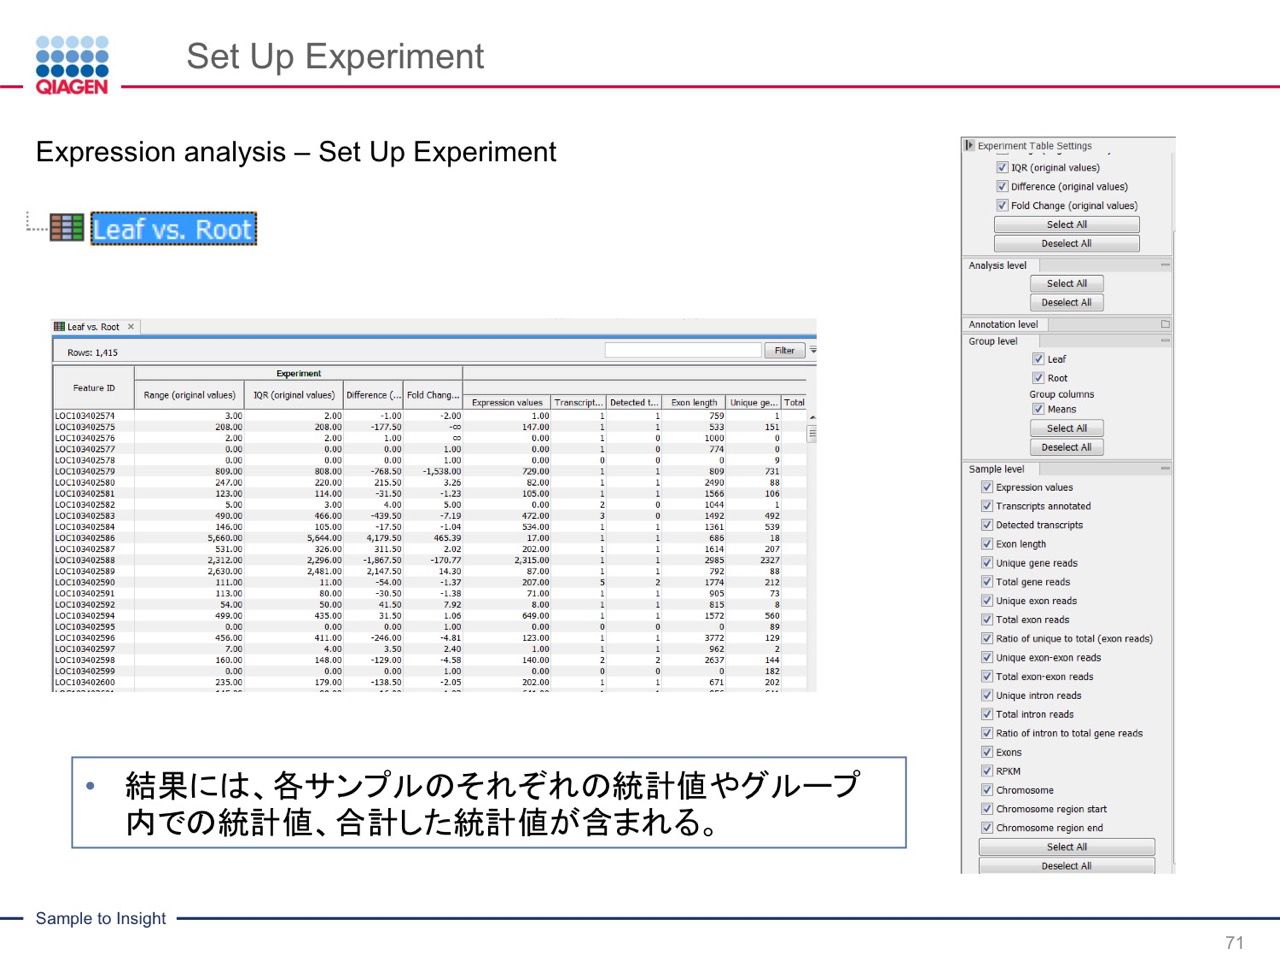 Set Up Experiment
QIAGEN
Expression analysis – Set Up Experiment
Leaf vs. Root
Leaf vs. Root
Rows: 1,415
Filter
Experiment
Feature ID Range (original values) IQR (original values) Difference (... Fold Chang... Expression values Transcript... Detected t... Exon length Unique ge... Total
LOC103402574 3.00 2.00 -1.00 -2.00 1.00 1 1 759 1
LOC103402575 208.00 208.00 -177.50 -∞ 147.00 1 1 533 151
LOC103402576 2.00 2.00 1.00 ∞ 0.00 1 0 1000 0
LOC103402577 0.00 0.00 0.00 1.00 0.00 1 0 774 0
LOC103402578 0.00 0.00 0.00 1.00 0.00 0 0 0 9
LOC103402579 809.00 808.00 -768.50 -1,538.00 729.00 1 1 809 731
LOC103402580 247.00 220.00 215.50 3.26 82.00 1 1 2490 88
LOC103402581 123.00 114.00 -31.50 -1.23 105.00 1 1 1566 106
LOC103402582 5.00 3.00 4.00 5.00 0.00 2 0 1044 1
LOC103402583 490.00 466.00 -439.50 -7.19 472.00 3 0 1492 492
LOC103402584 146.00 105.00 -17.50 -1.04 534.00 1 1 1361 539
LOC103402586 5,660.00 5,644.00 4,179.50 465.39 17.00 1 1 686 18
LOC103402587 531.00 326.00 311.50 2.02 202.00 1 1 1614 207
LOC103402588 2,312.00 2,296.00 -1,867.50 -170.77 2,315.00 1 1 2985 2327
LOC103402589 2,630.00 2,481.00 2,147.50 14.30 87.00 1 1 792 88
LOC103402590 111.00 11.00 -54.00 -1.37 207.00 5 2 1774 212
LOC103402591 113.00 80.00 -30.50 -1.38 71.00 1 1 905 73
LOC103402592 54.00 50.00 41.50 7.92 8.00 1 1 815 8
LOC103402594 499.00 435.00 31.50 1.06 649.00 1 1 1572 560
LOC103402595 0.00 0.00 0.00 1.00 0.00 0 0 0 89
LOC103402596 456.00 411.00 -246.00 -4.81 123.00 1 1 3772 129
LOC103402597 7.00 4.00 3.50 2.40 1.00 1 1 962 2
LOC103402598 160.00 148.00 -129.00 -4.58 140.00 2 2 2637 144
LOC103402599 0.00 0.00 0.00 1.00 0.00 0 0 0 182
LOC103402600 235.00 179.00 -138.50 -2.05 202.00 1 1 671 202
Experiment Table Settings
IQR (original values)
Difference (original values)
Fold Change (original values)
Select All
Deselect All
Analysis level
Select All
Deselect All
Annotation level
Group level
Leaf
Root
Group columns
Means
Select All
Deselect All
Sample level
Expression values
Transcripts annotated
Detected transcripts
Exon length
Unique gene reads
Total gene reads
Unique exon reads
Total exon reads
Ratio of unique to total (exon reads)
Unique exon-exon reads
Total exon-exon reads
Unique intron reads
Total intron reads
Ratio of intron to total gene reads
Exons
RPKM
Chromosome
Chromosome region start
Chromosome region end
Select All
Deselect All
• 結果には、各サンプルのそれぞれの統計値やグループ
内での統計値、合計した統計値が含まれる。
Sample to Insight
71